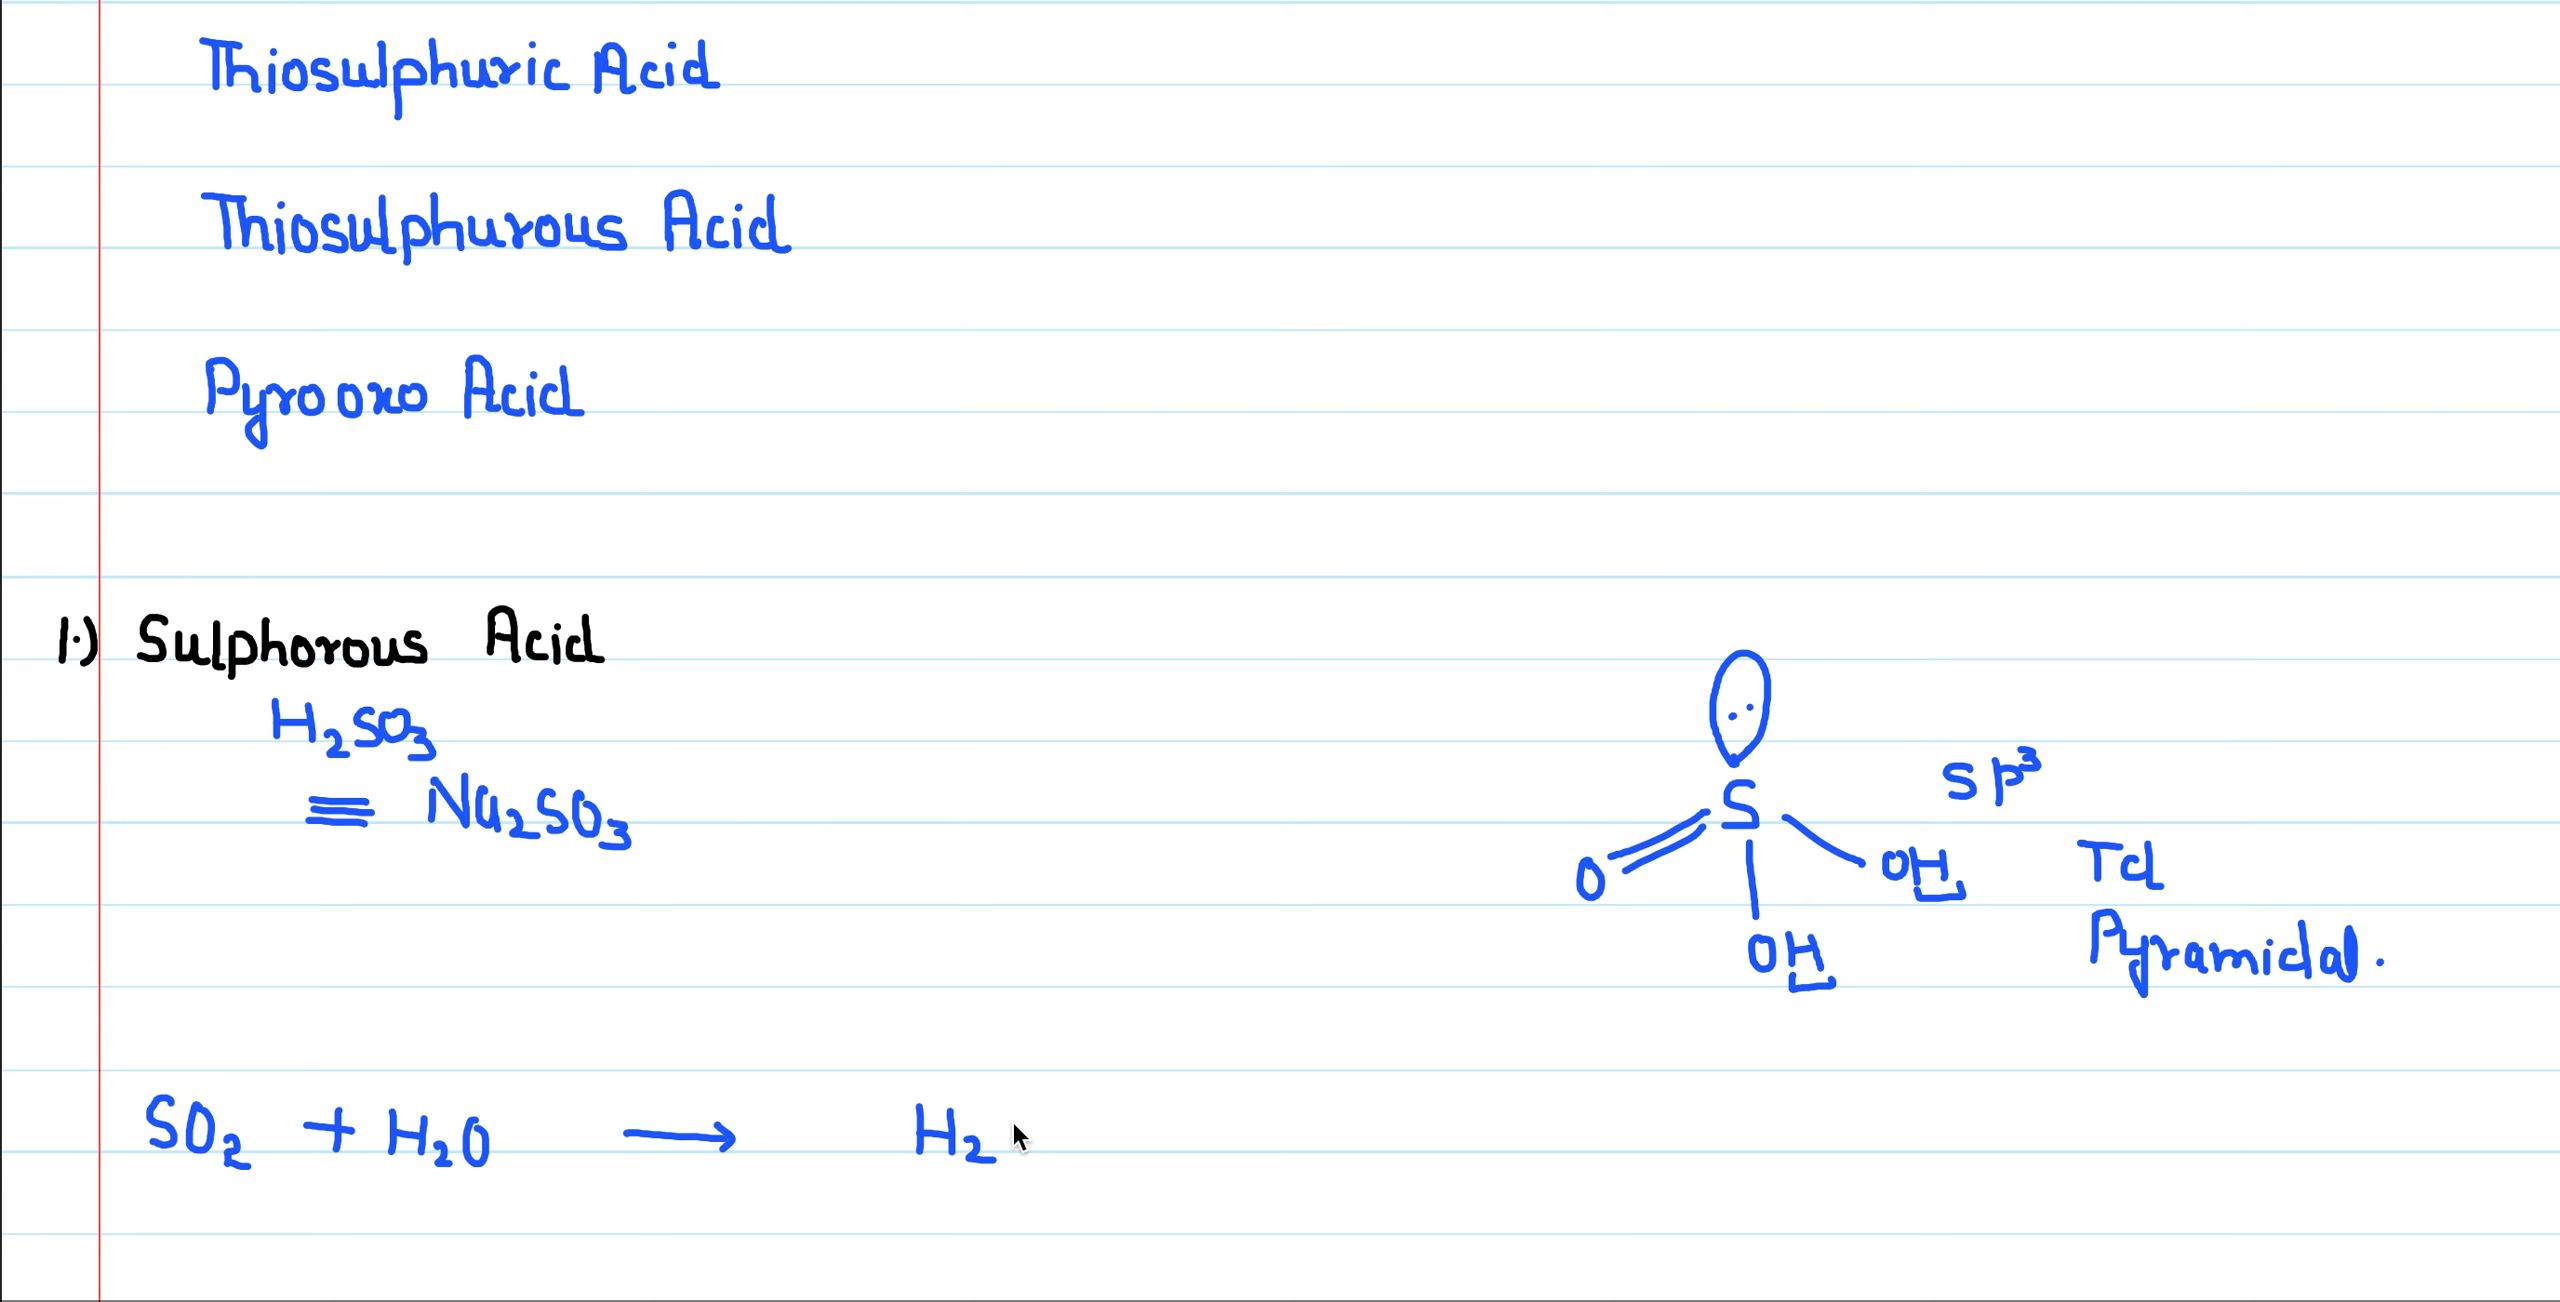 Thiosulphuric Acid
Thiosulphurous Acid
Pyrooxo Acid
1.) Sulphorous Acid
H₂SO₃
≡ Na₂SO₃
S
sp³
O
OH
Td
OH
Pyramidal.
SO₂ + H₂O → H₂